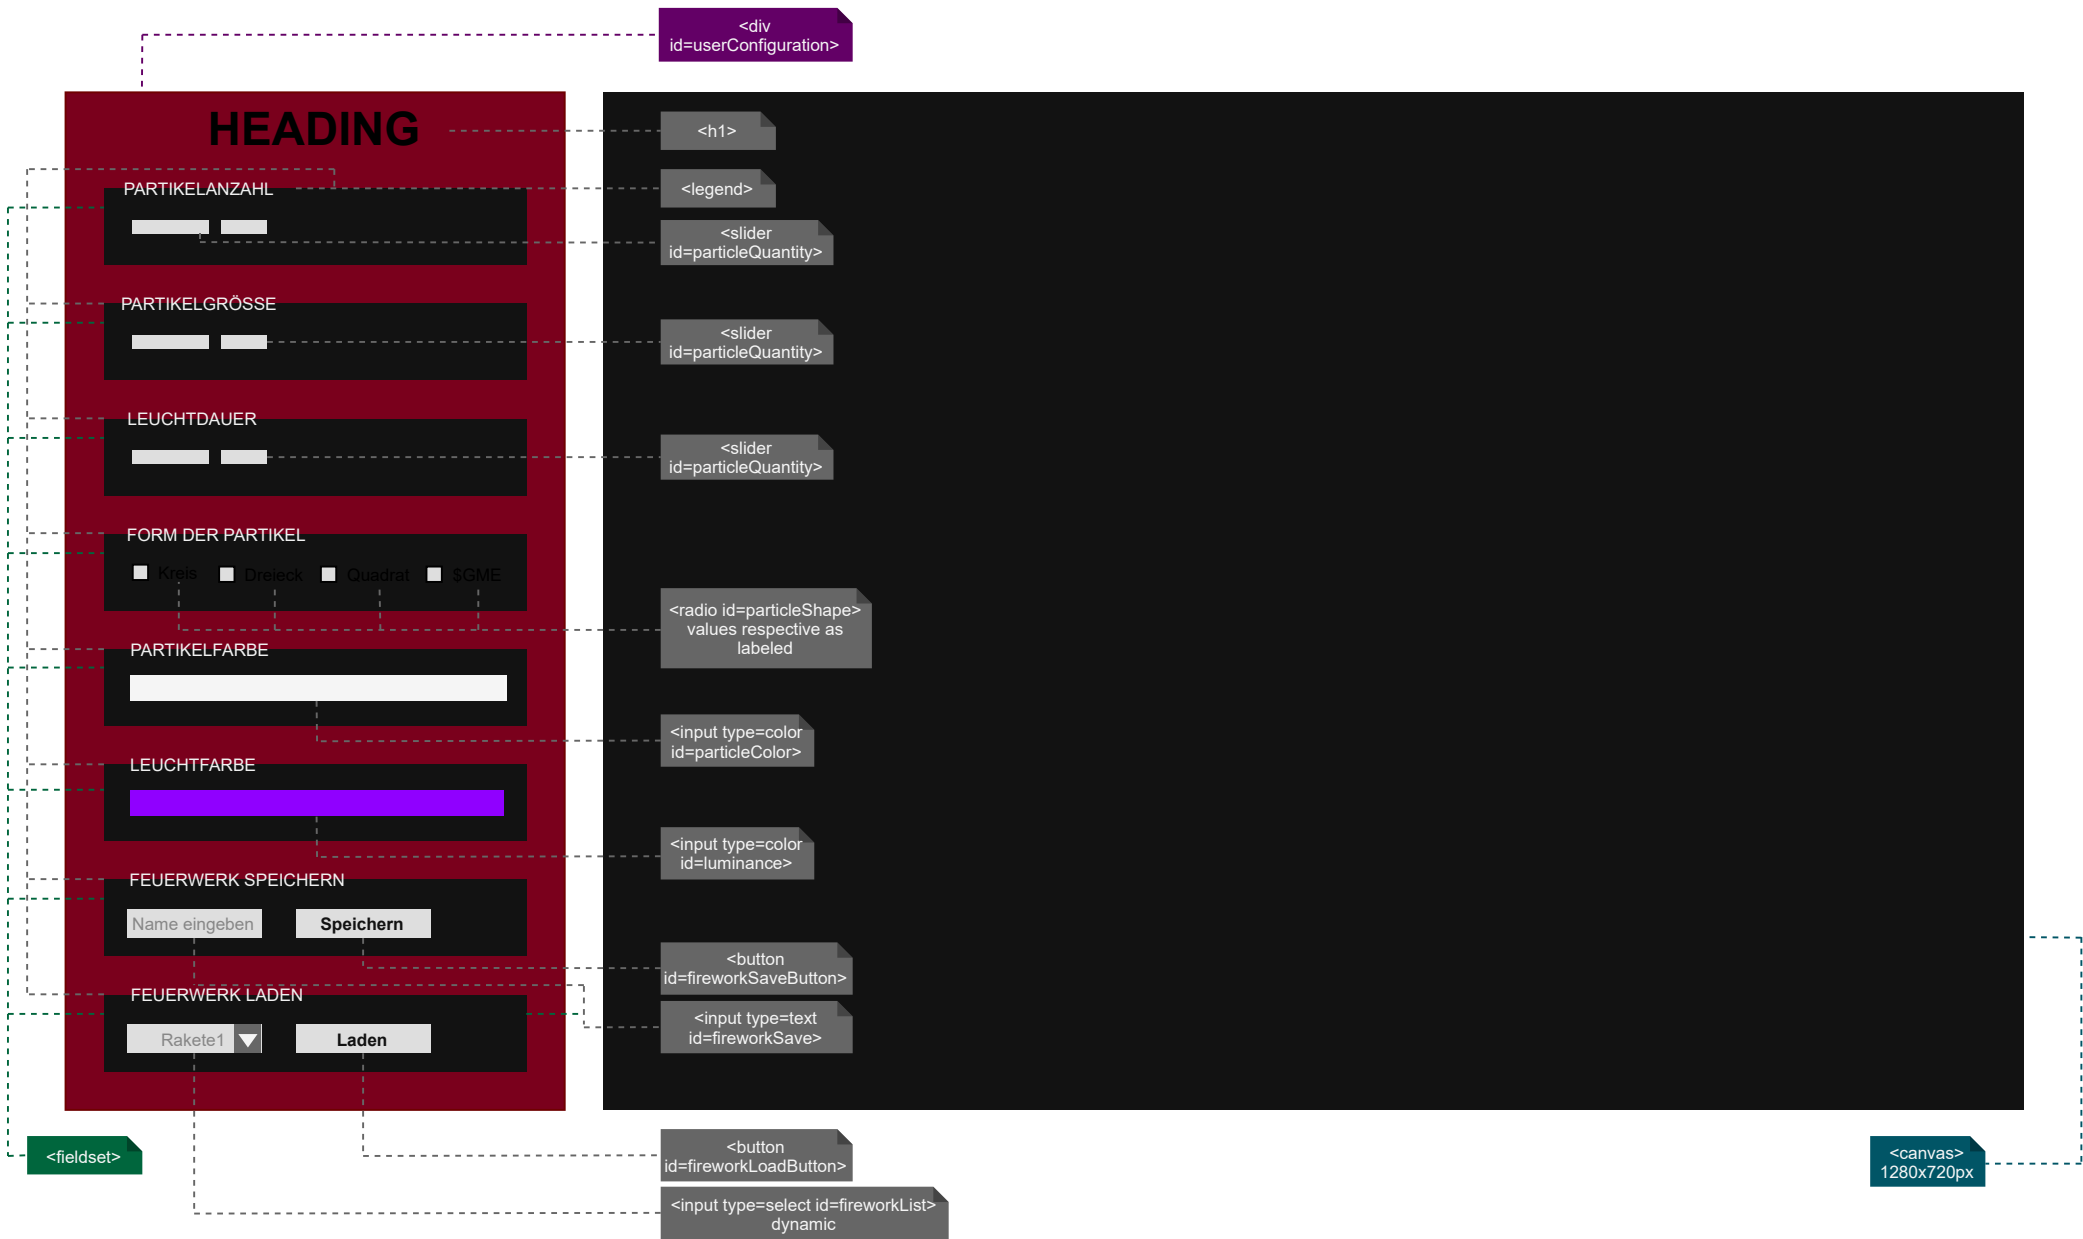 <div
id=userConfiguration>
HEADING
<h1>
PARTIKELANZAHL
<legend>
<slider
id=particleQuantity>
PARTIKELGRÖSSE
<slider
id=particleQuantity>
LEUCHTDAUER
<slider
id=particleQuantity>
FORM DER PARTIKEL
Kreis Dreieck Quadrat $GME
<radio id=particleShape>
values respective as
labeled
PARTIKELFARBE
<input type=color
id=particleColor>
LEUCHTFARBE
<input type=color
id=luminance>
FEUERWERK SPEICHERN
Name eingeben Speichern
<button
id=fireworkSaveButton>
FEUERWERK LADEN
<input type=text
id=fireworkSave>
Rakete1 Laden
<fieldset>
<button
id=fireworkLoadButton>
<canvas>
1280x720px
<input type=select id=fireworkList>
dynamic